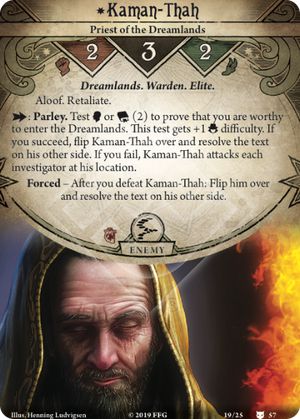 Kaman-Thah
Priest of the Dreamlands
2 3 2
Dreamlands. Warden. Elite.
Aloof. Retaliate.
: Parley. Test or (2) to prove that you are worthy
to enter the Dreamlands. This test gets +1 difficulty. If
you succeed, flip Kaman-Thah over and resolve the text
on his other side. If you fail, Kaman-Thah attacks each
investigator at his location.
Forced – After you defeat Kaman-Thah: Flip him over
and resolve the text on his other side.
ENEMY
Illus. Henning Ludvigsen
© 2019 FFG
19/25
57